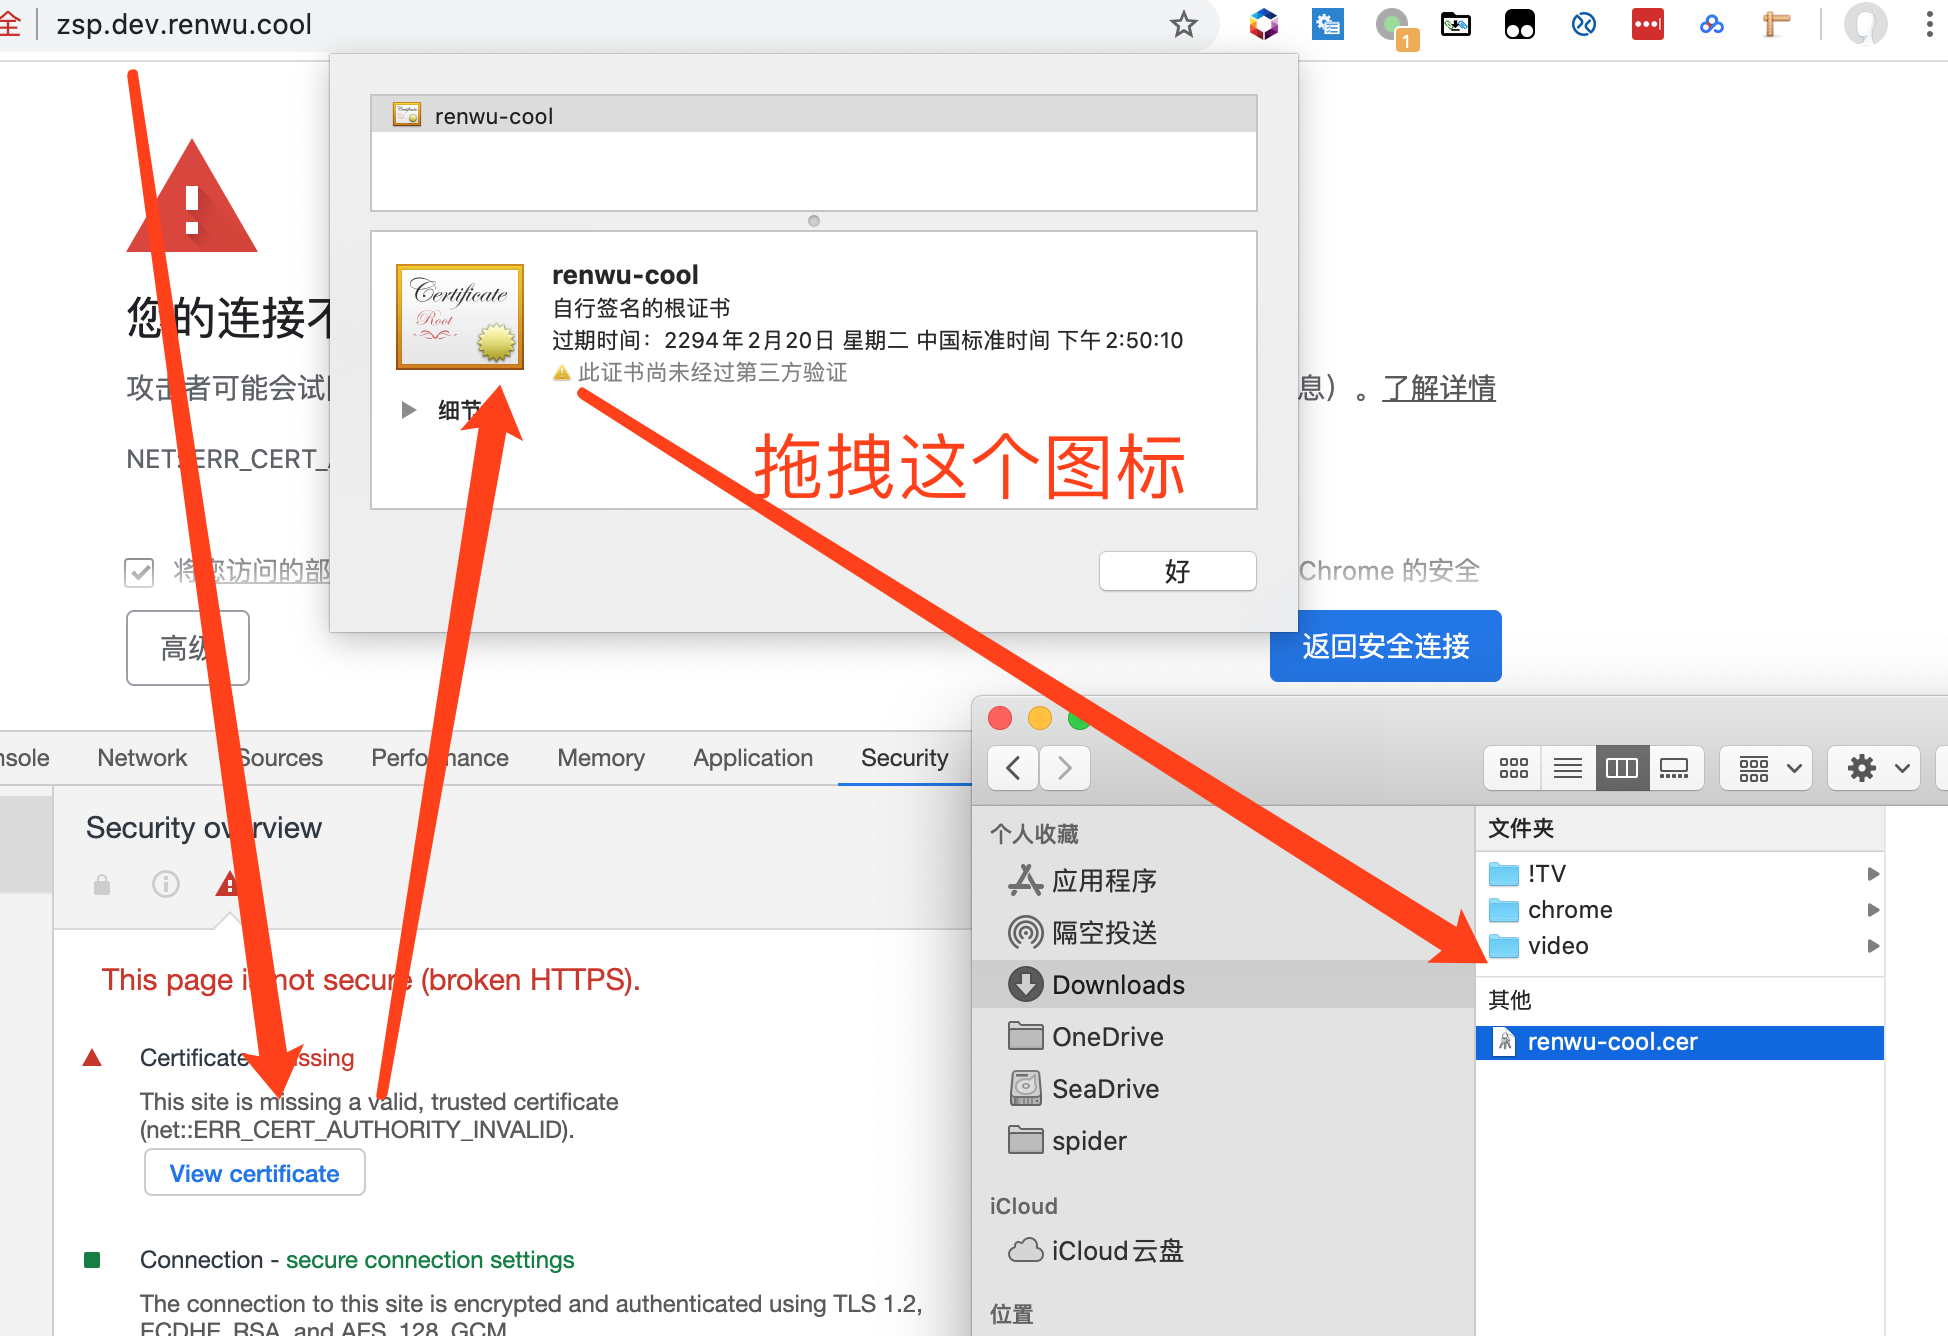 全 zsp.dev.renwu.cool
1
renwu-cool
Certificate
Root
renwu-cool
自行签名的根证书
过期时间：2294年2月20日 星期二 中国标准时间 下午2:50:10
此证书尚未经过第三方验证
细节
拖拽这个图标
好
您的连接不
攻击者可能会试
息）。了解详情
NET::ERR_CERT_
将您访问的部
Chrome 的安全
高级
返回安全连接
nsole Network Sources Performance Memory Application Security
Security overview
This page is not secure (broken HTTPS).
Certificate missing
This site is missing a valid, trusted certificate
(net::ERR_CERT_AUTHORITY_INVALID).
View certificate
Connection - secure connection settings
The connection to this site is encrypted and authenticated using TLS 1.2,
ECDHE_RSA, and AES_128_GCM.
个人收藏
应用程序
隔空投送
Downloads
OneDrive
SeaDrive
spider
iCloud
iCloud云盘
位置
文件夹
!TV
chrome
video
其他
renwu-cool.cer